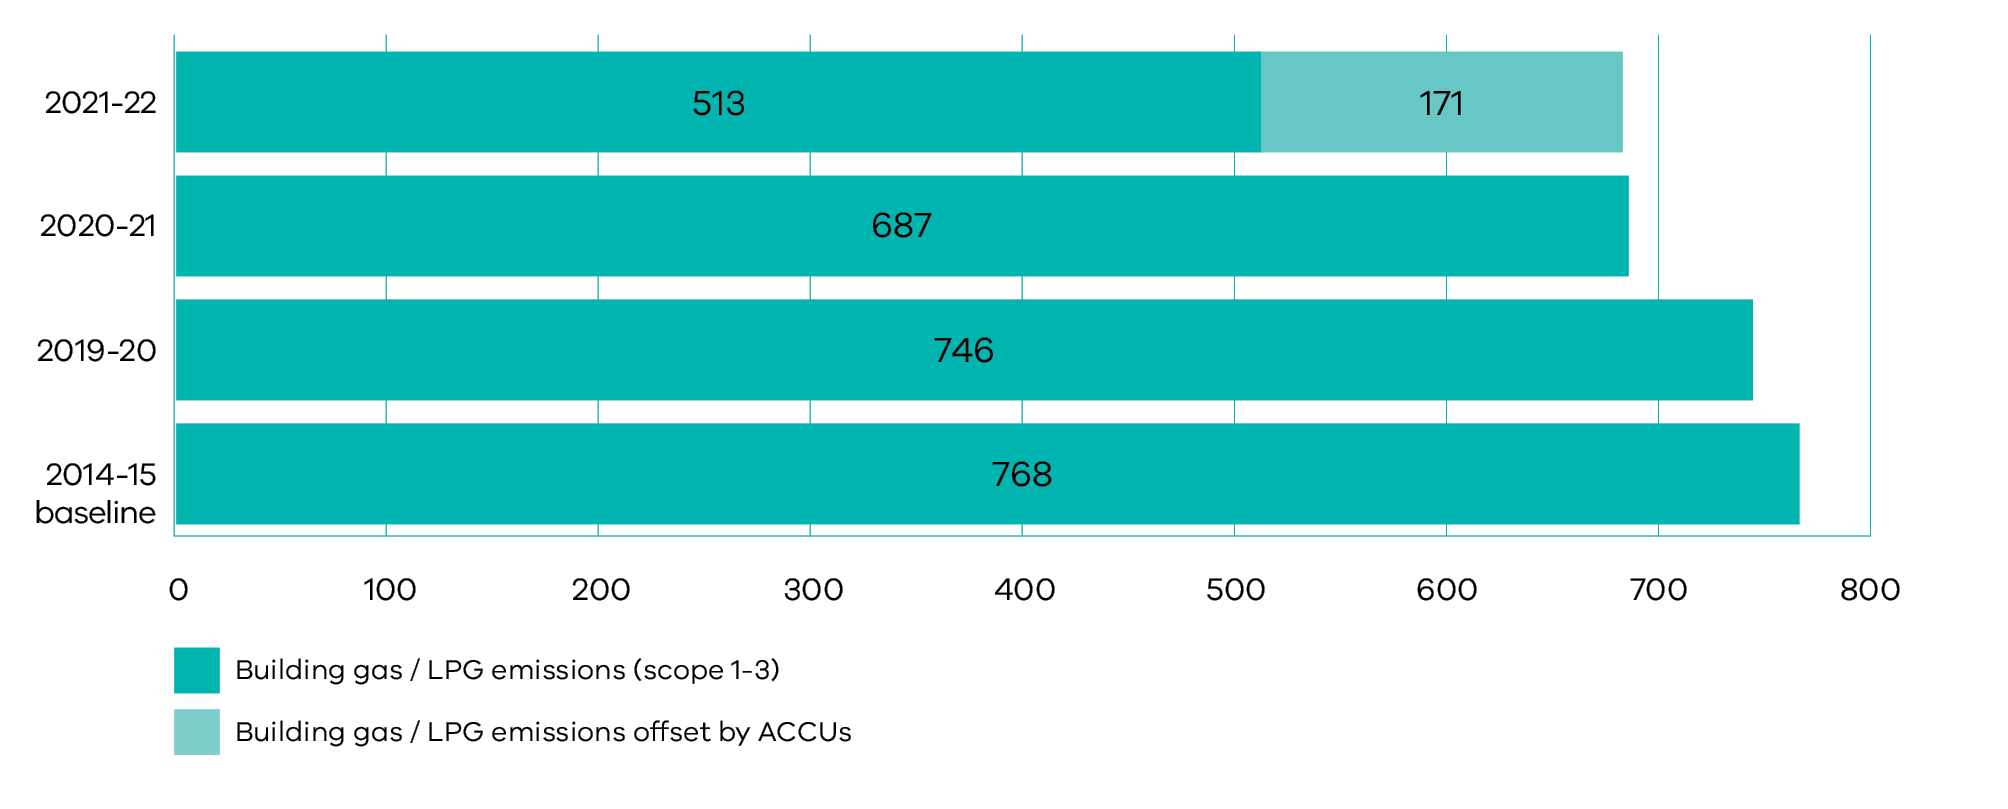 2021-22
513
171
2020-21
687
2019-20
746
2014-15
baseline
768
0 100 200 300 400 500 600 700 800
Building gas / LPG emissions (scope 1-3)
Building gas / LPG emissions offset by ACCUs